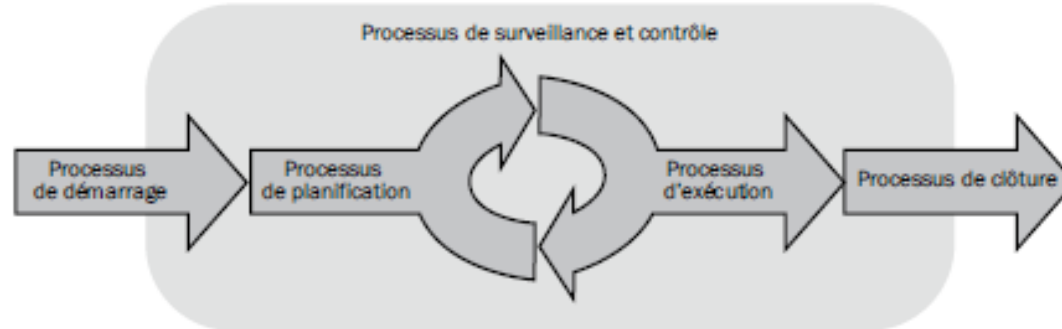 Processus de surveillance et contrôle
Processus
de démarrage
Processus
de planification
Processus
d'exécution
Processus de clôture